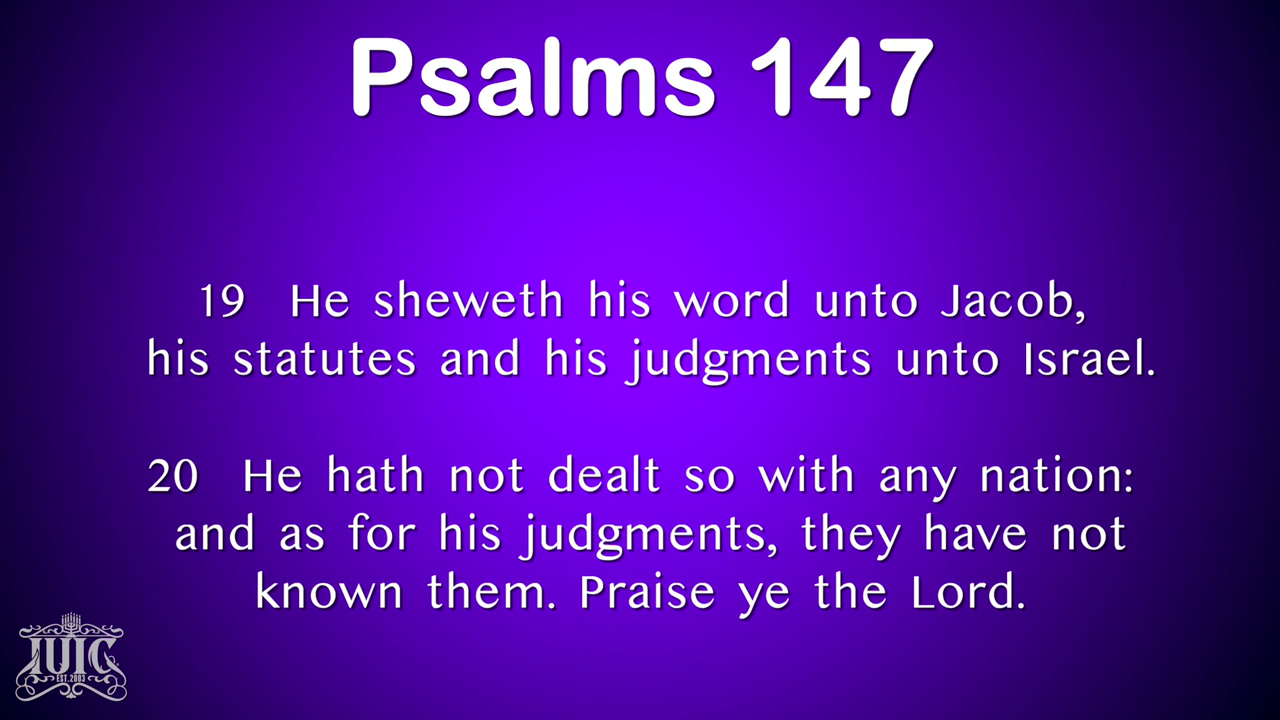 Psalms 147
19 He sheweth his word unto Jacob,
his statutes and his judgments unto Israel.
20 He hath not dealt so with any nation:
and as for his judgments, they have not
known them. Praise ye the Lord.
IUIC
EST. 2003